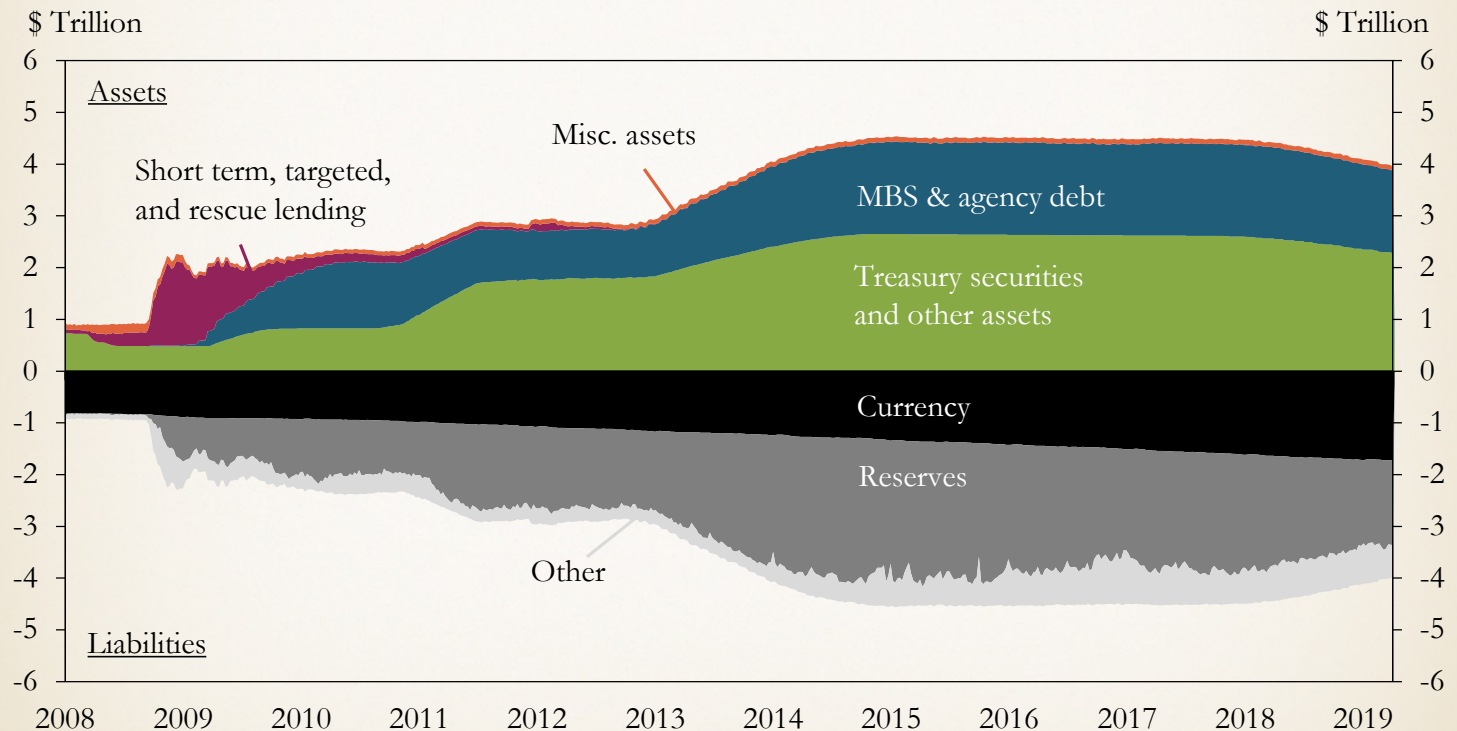 $ Trillion
$ Trillion
6
5
4
3
2
1
0
-1
-2
-3
-4
-5
-6
6
5
4
3
2
1
0
-1
-2
-3
-4
-5
-6
Assets
Misc. assets
Short term, targeted,
and rescue lending
MBS & agency debt
Treasury securities
and other assets
Currency
Reserves
Other
Liabilities
2008 2009 2010 2011 2012 2013 2014 2015 2016 2017 2018 2019